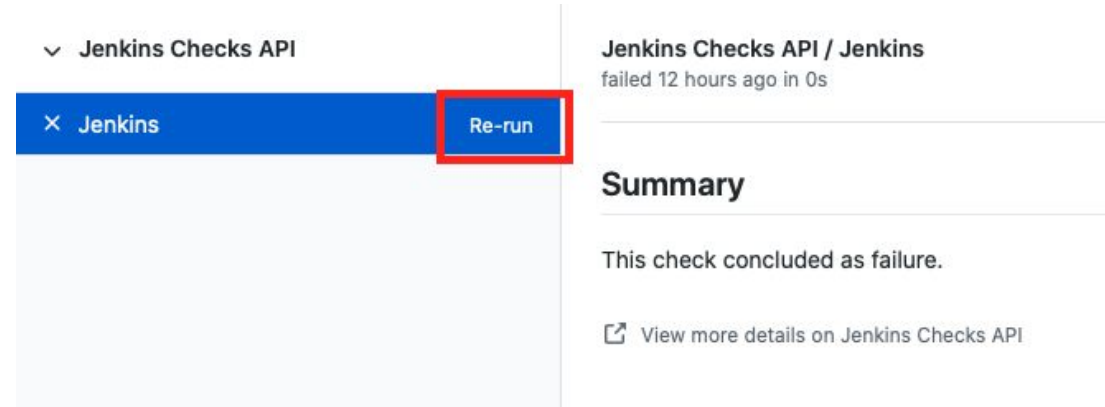 Jenkins Checks API
Jenkins
Re-run
Jenkins Checks API / Jenkins
failed 12 hours ago in 0s
Summary
This check concluded as failure.
View more details on Jenkins Checks API